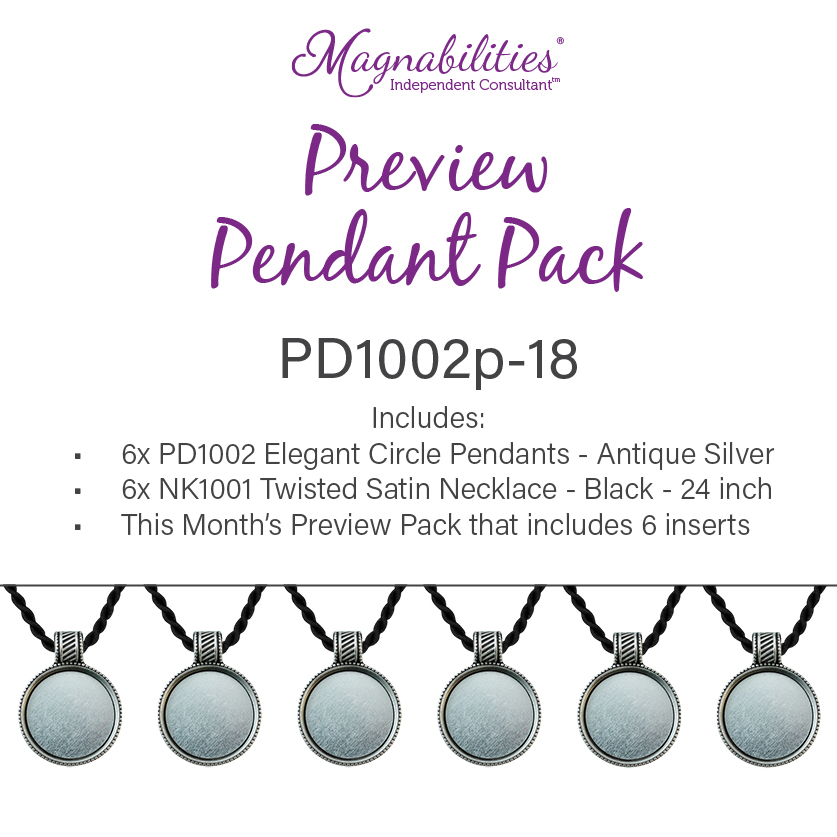 Magnabilities®
Independent Consultant™
Preview
Pendant Pack
PD1002p-18
Includes:
▪ 6x PD1002 Elegant Circle Pendants - Antique Silver
▪ 6x NK1001 Twisted Satin Necklace - Black - 24 inch
▪ This Month’s Preview Pack that includes 6 inserts